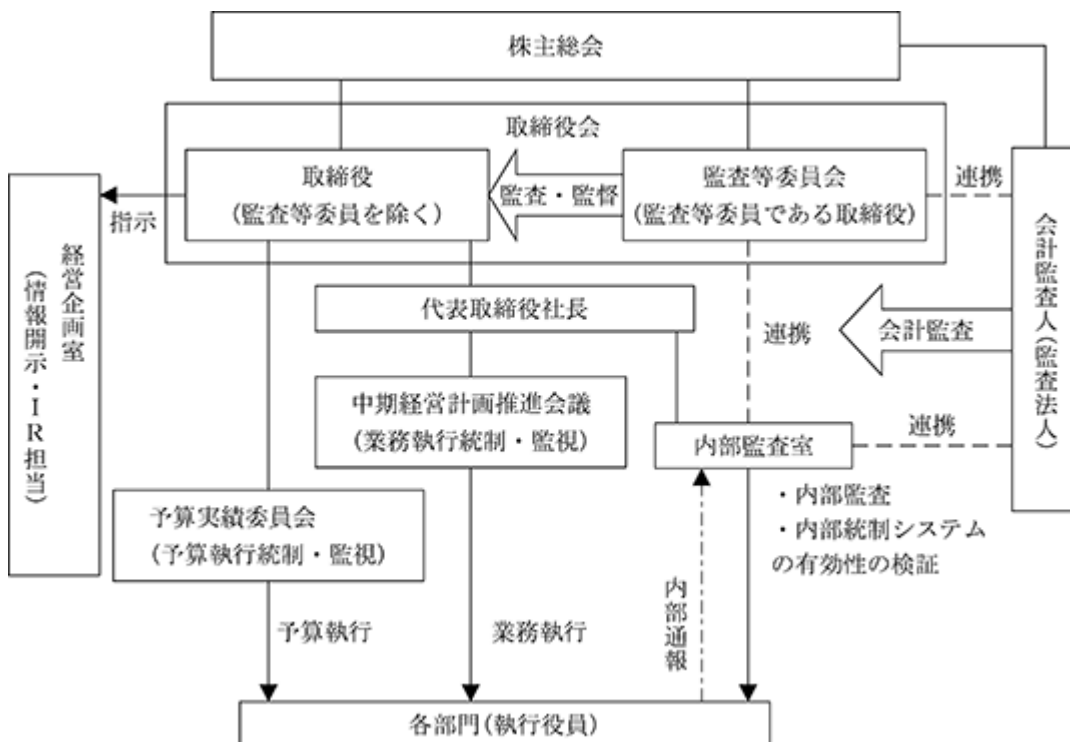 株主総会
取締役会
取締役
(監査等委員を除く)
監査・監督
監査等委員会
(監査等委員である取締役)
連携
指示
経営企画室
(情報開示・IR担当)
会計監査人(監査法人)
代表取締役社長
連携
会計監査
中期経営計画推進会議
(業務執行統制・監視)
内部監査室
連携
・内部監査
・内部統制システム
の有効性の検証
予算実績委員会
(予算執行統制・監視)
内部通報
予算執行
業務執行
各部門(執行役員)